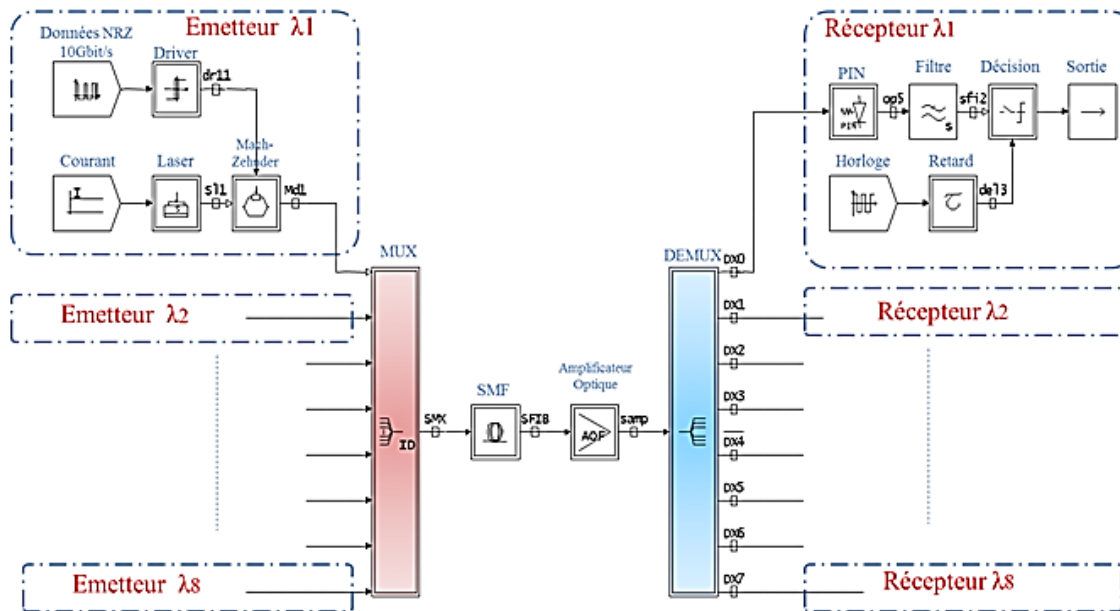 Emetteur λ1
Données NRZ
10Gbit/s
Driver
dr11
Courant
I
Laser
sl1
Mach-
Zehnder
Md1
MUX
Emetteur λ2
Emetteur λ8
ID
SMX
SMF
SFIB
Amplificateur
Optique
AOF
samp
DEMUX
DX0
DX1
DX2
DX3
DX4
DX5
DX6
DX7
Récepteur λ1
PIN
op5
Filtre
s
sfi2
Décision
Sortie
Horloge
Retard
del3
Récepteur λ2
Récepteur λ8